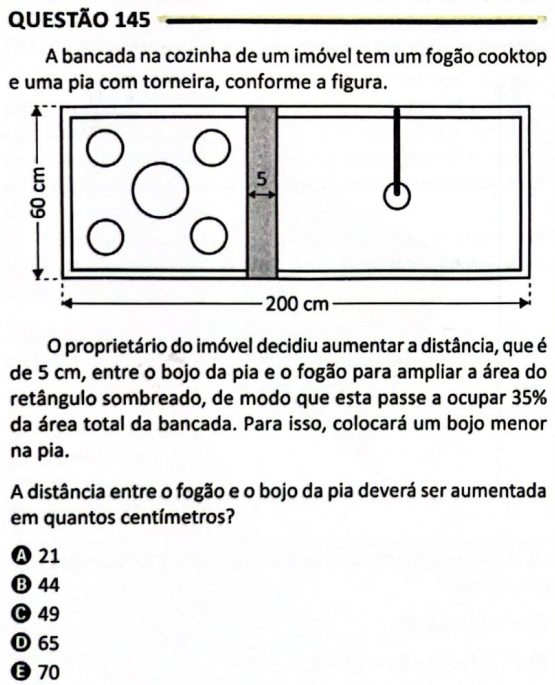 QUESTÃO 145
A bancada na cozinha de um imóvel tem um fogão cooktop
e uma pia com torneira, conforme a figura.
60 cm
5
200 cm
O proprietário do imóvel decidiu aumentar a distância, que é
de 5 cm, entre o bojo da pia e o fogão para ampliar a área do
retângulo sombreado, de modo que esta passe a ocupar 35%
da área total da bancada. Para isso, colocará um bojo menor
na pia.
A distância entre o fogão e o bojo da pia deverá ser aumentada
em quantos centímetros?
A 21
B 44
C 49
D 65
E 70